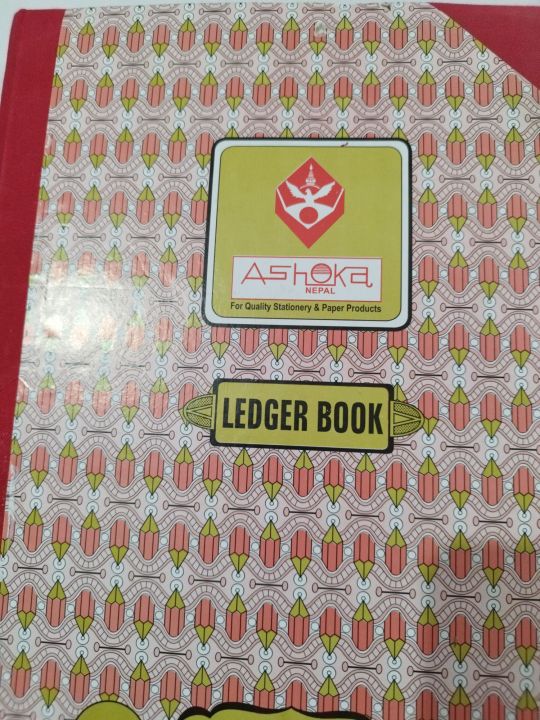 AShOKa
NEPAL
For Quality Stationery & Paper Products
LEDGER BOOK